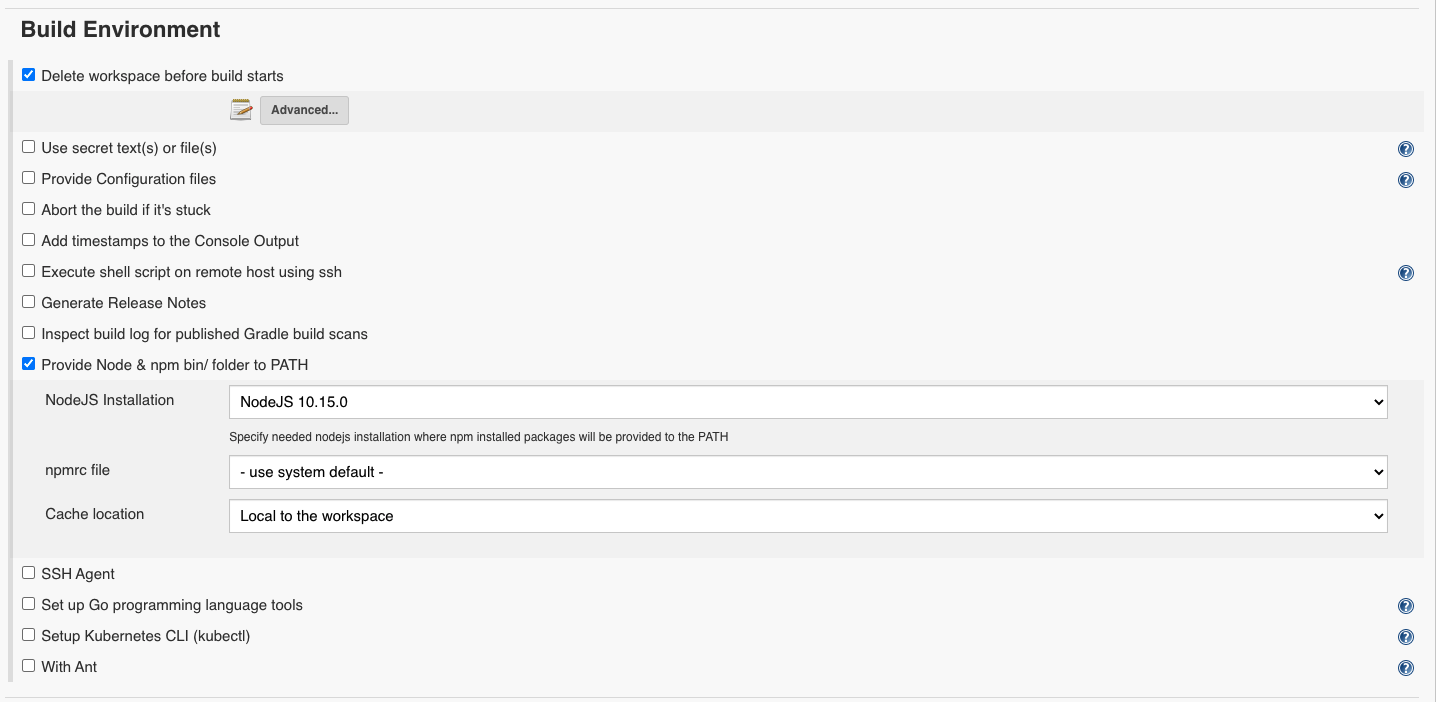 Build Environment
Delete workspace before build starts
Advanced...
Use secret text(s) or file(s)
Provide Configuration files
Abort the build if it's stuck
Add timestamps to the Console Output
Execute shell script on remote host using ssh
Generate Release Notes
Inspect build log for published Gradle build scans
Provide Node & npm bin/ folder to PATH
NodeJS Installation
NodeJS 10.15.0
Specify needed nodejs installation where npm installed packages will be provided to the PATH
npmrc file
- use system default -
Cache location
Local to the workspace
SSH Agent
Set up Go programming language tools
Setup Kubernetes CLI (kubectl)
With Ant